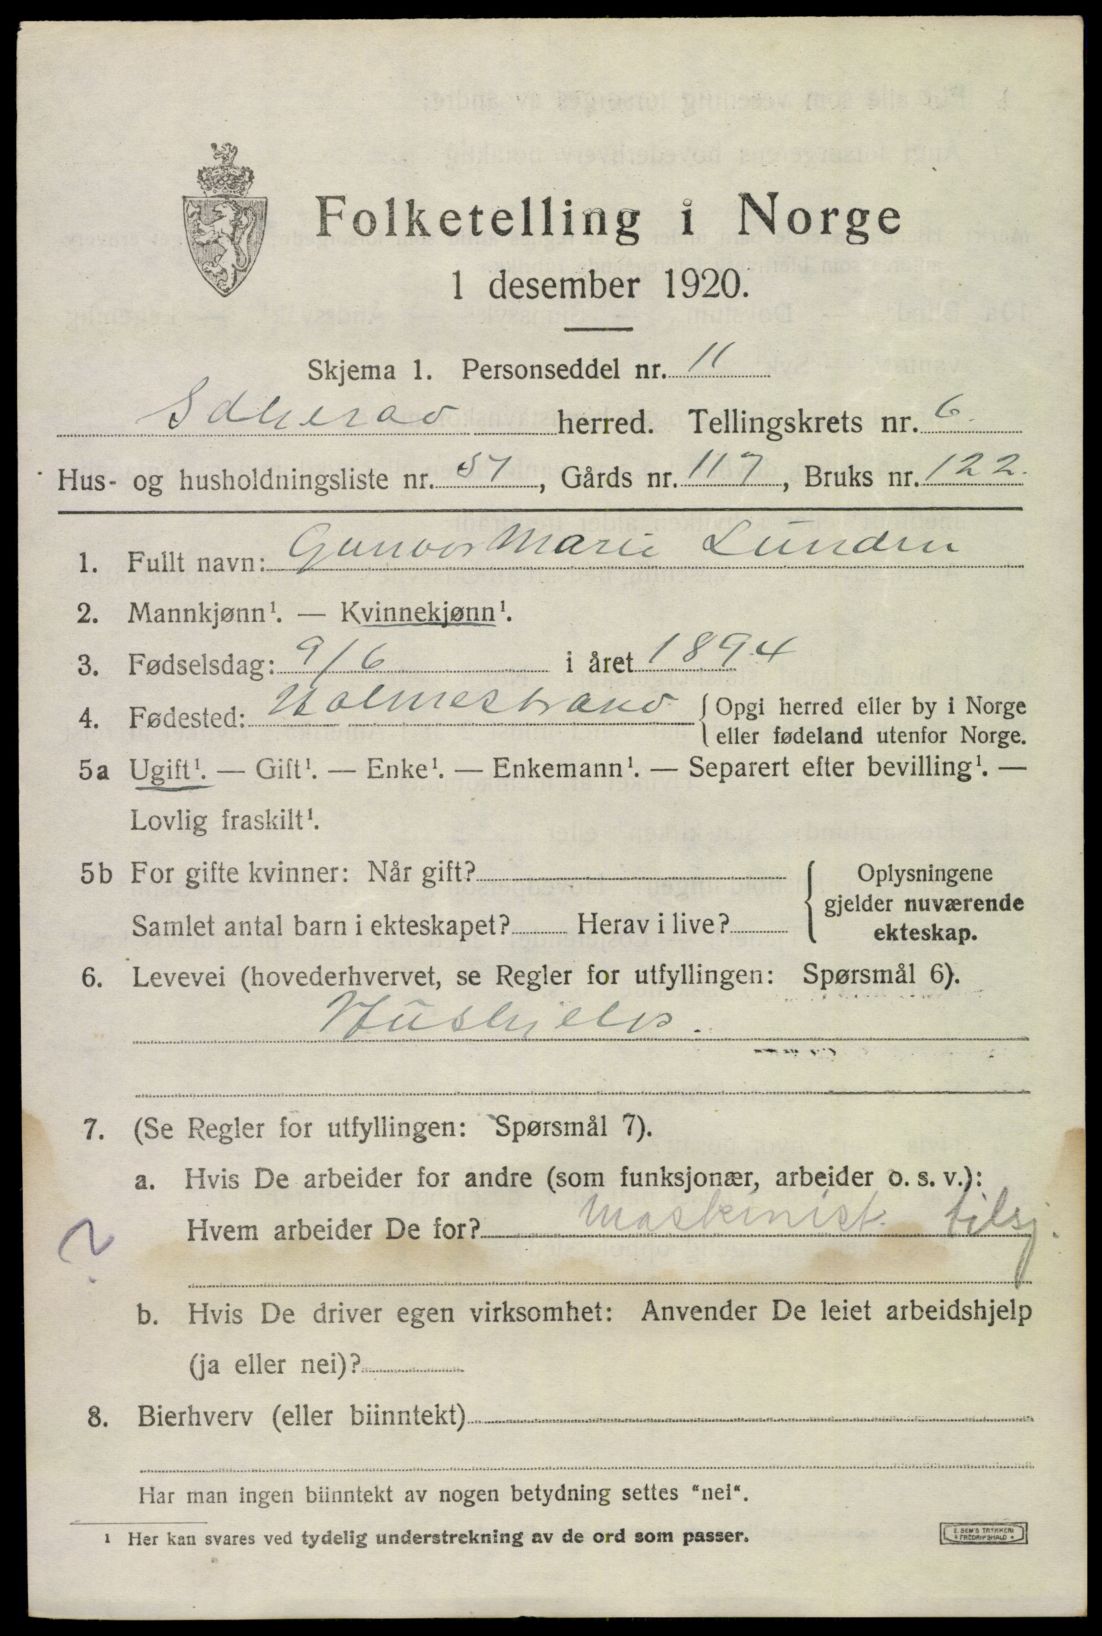 Folketelling i Norge
1 desember 1920.
Skjema 1. Personseddel nr. 11
herred. Tellingskrets nr. 6
Hus- og husholdningsliste nr. 51, Gårds nr. 117, Bruks nr. 122.
1. Fullt navn: Gunvor Marie Lunden
2. Mannkjønn¹. — Kvinnekjønn¹.
3. Fødselsdag: 9/6 i året 1894
4. Fødested: Holmestrand { Opgi herred eller by i Norge
eller fødeland utenfor Norge.
5a Ugift¹. — Gift¹. — Enke¹. — Enkemann¹. — Separert efter bevilling¹. —
Lovlig fraskilt¹.
5b For gifte kvinner: Når gift?
Samlet antal barn i ekteskapet? Herav i live?
{ Oplysningene
gjelder nuværende
ekteskap.
6. Levevei (hovederhvervet, se Regler for utfyllingen: Spørsmål 6).
Hushjelp.
7. (Se Regler for utfyllingen: Spørsmål 7).
a. Hvis De arbeider for andre (som funksjonær, arbeider o. s. v.):
Hvem arbeider De for? Maskinist tilsj.
?
b. Hvis De driver egen virksomhet: Anvender De leiet arbeidshjelp
(ja eller nei)?
8. Bierhverv (eller biinntekt)
Har man ingen biinntekt av nogen betydning settes "nei".
¹ Her kan svares ved tydelig understrekning av de ord som passer.
E. SEM'S TRYKKERI
FREDRIKSHALD